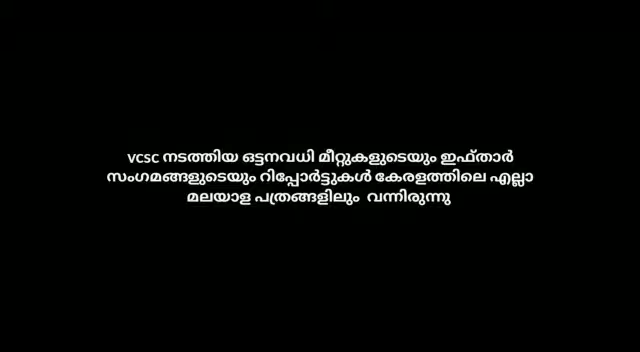 VCSC നടത്തിയ ഒട്ടനവധി മീറ്റുകളുടെയും ഇഫ്താർ
സംഗമങ്ങളുടെയും റിപ്പോർട്ടുകൾ കേരളത്തിലെ എല്ലാ
മലയാള പത്രങ്ങളിലും വന്നിരുന്നു